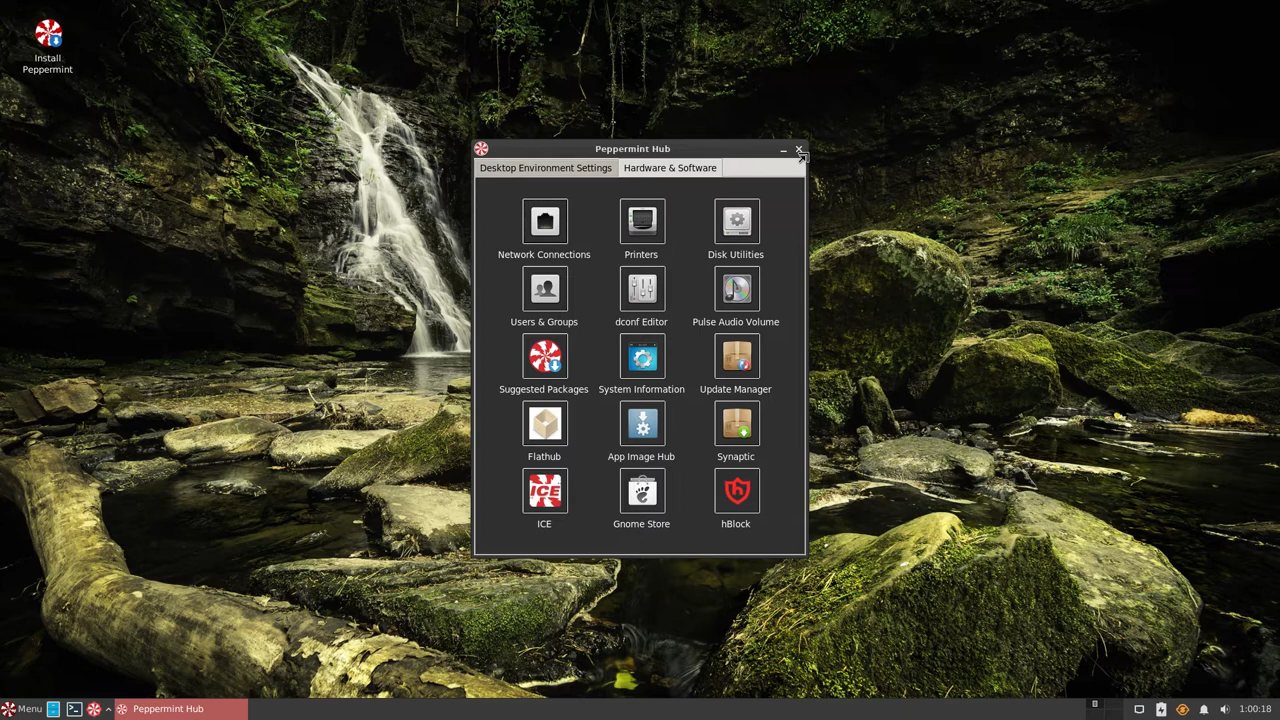 Install
Peppermint
Peppermint Hub
Desktop Environment Settings
Hardware & Software
Network Connections
Printers
Disk Utilities
Users & Groups
dconf Editor
Pulse Audio Volume
Suggested Packages
System Information
Update Manager
Flathub
App Image Hub
Synaptic
ICE
ICE
Gnome Store
hBlock
Menu
Peppermint Hub
1:00:18